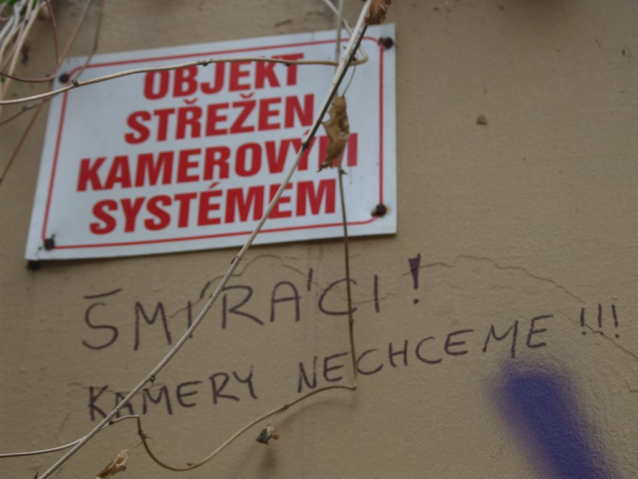 OBJEKT
STŘEŽEN
KAMEROVÝM
SYSTÉMEM
ŠMÍRÁCI!
KAMERY NECHCEME !!!